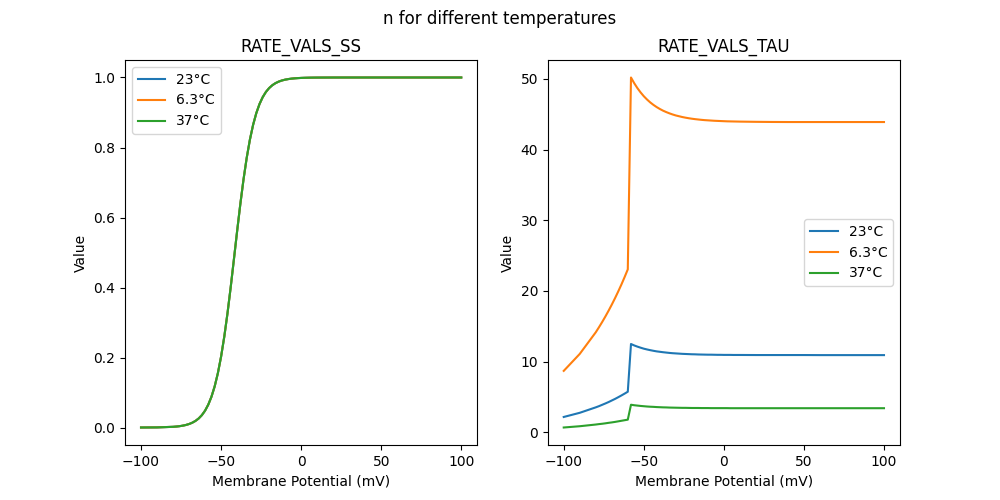 n for different temperatures
RATE_VALS_SS
23°C
6.3°C
37°C
1.0
0.8
0.6
0.4
0.2
0.0
Value
−100
−50
0
50
100
Membrane Potential (mV)
RATE_VALS_TAU
23°C
6.3°C
37°C
50
40
30
20
10
0
Value
−100
−50
0
50
100
Membrane Potential (mV)